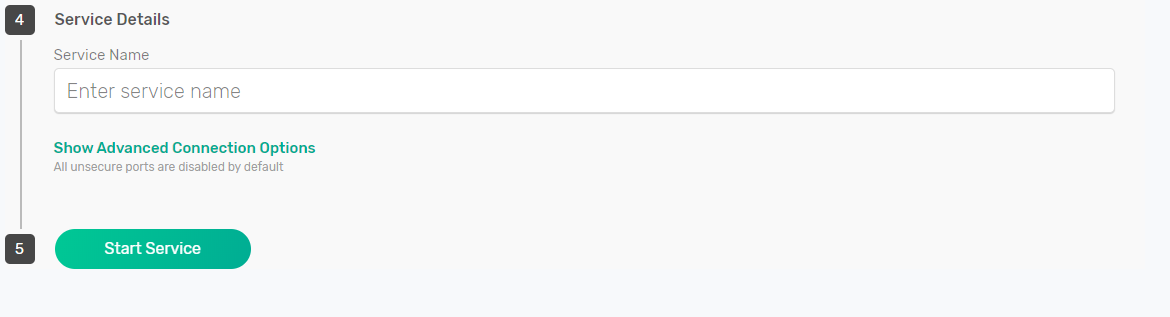 4 Service Details
Service Name
Enter service name
Show Advanced Connection Options
All unsecure ports are disabled by default
5 Start Service